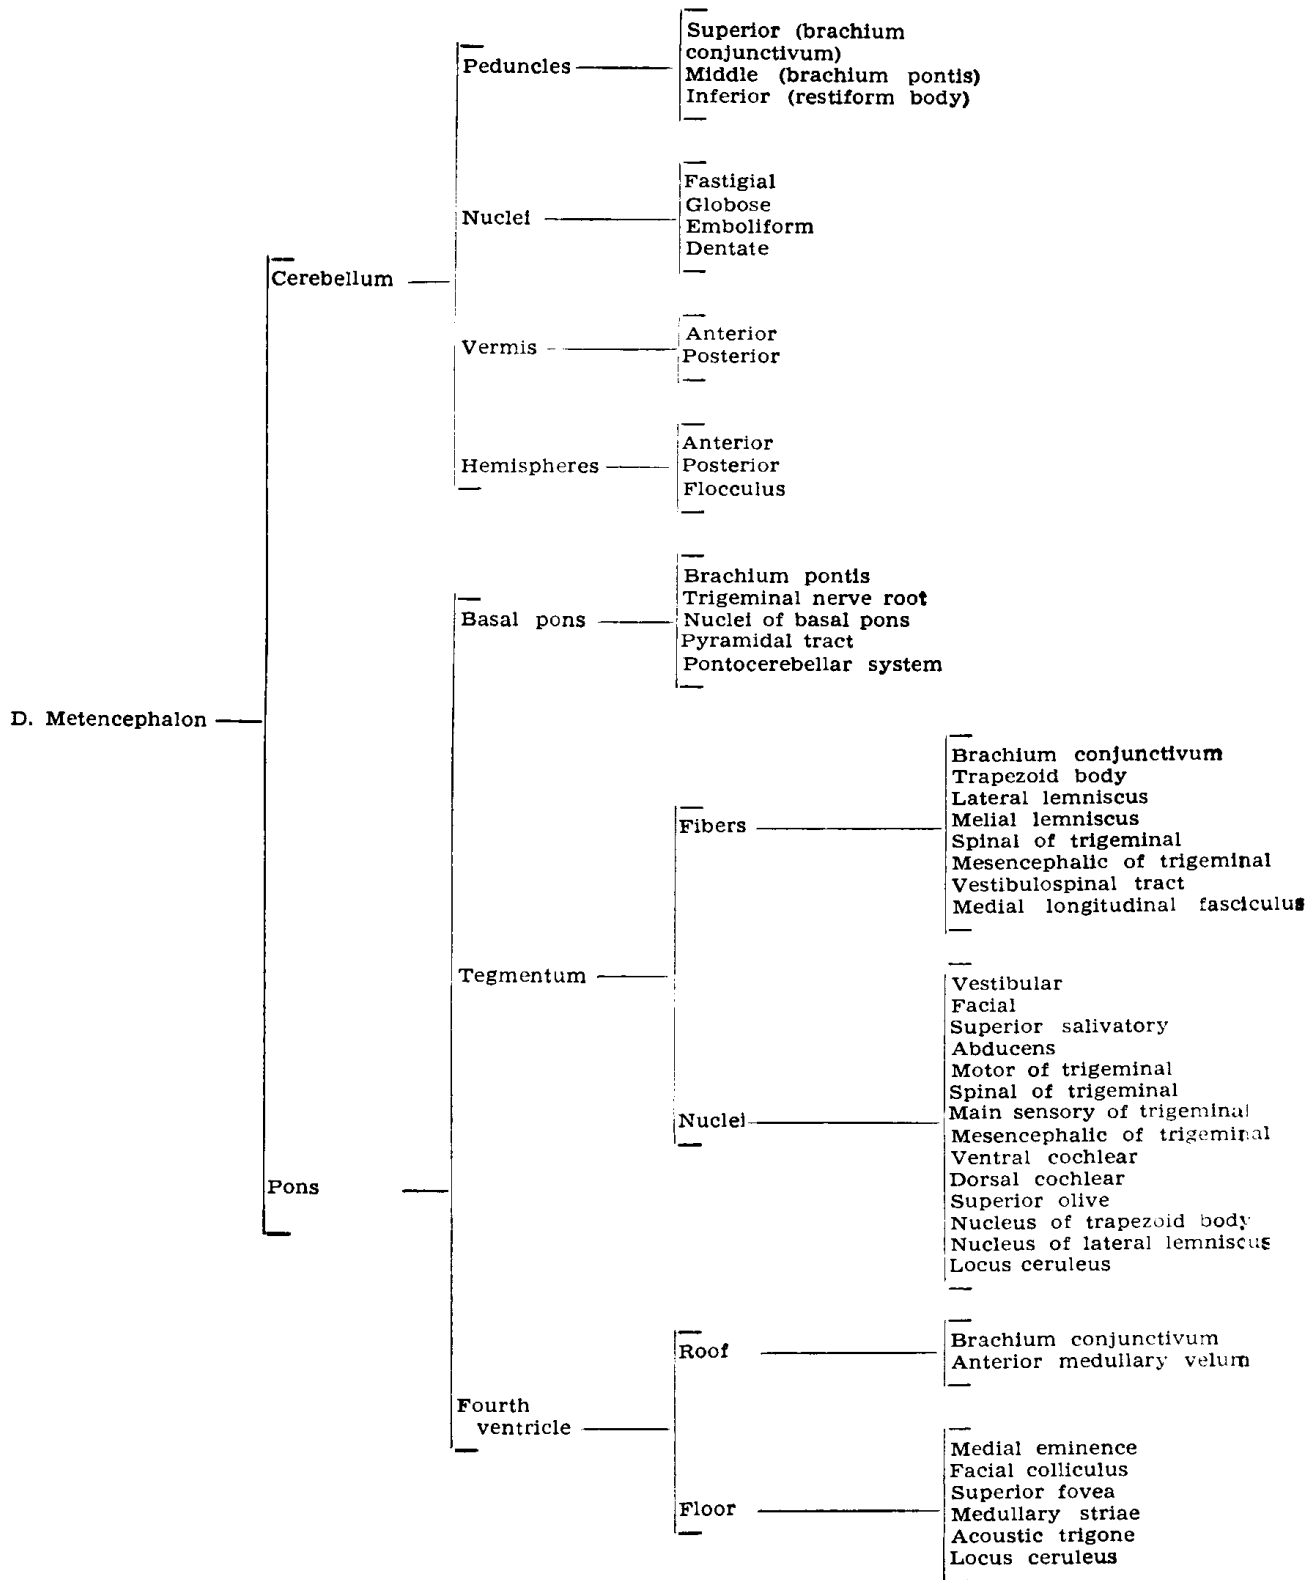 Superior (brachium
conjunctivum)
Peduncles
Middle (brachium pontis)
Inferior (restiform body)
Fastigial
Globose
Nuclei
Emboliform
Dentate
Cerebellum
Anterior
Vermis
Posterior
Anterior
Hemispheres
Posterior
Flocculus
Brachium pontis
Trigeminal nerve root
Basal pons
Nuclei of basal pons
Pyramidal tract
Pontocerebellar system
D. Metencephalon
Brachium conjunctivum
Trapezoid body
Lateral lemniscus
Fibers
Melial lemniscus
Spinal of trigeminal
Mesencephalic of trigeminal
Vestibulospinal tract
Medial longitudinal fasciculus
Tegmentum
Vestibular
Facial
Superior salivatory
Abducens
Motor of trigeminal
Spinal of trigeminal
Nuclei
Main sensory of trigeminal
Mesencephalic of trigeminal
Ventral cochlear
Dorsal cochlear
Pons
Superior olive
Nucleus of trapezoid body
Nucleus of lateral lemniscus
Locus ceruleus
Roof
Brachium conjunctivum
Anterior medullary velum
Fourth
ventricle
Medial eminence
Facial colliculus
Superior fovea
Floor
Medullary striae
Acoustic trigone
Locus ceruleus